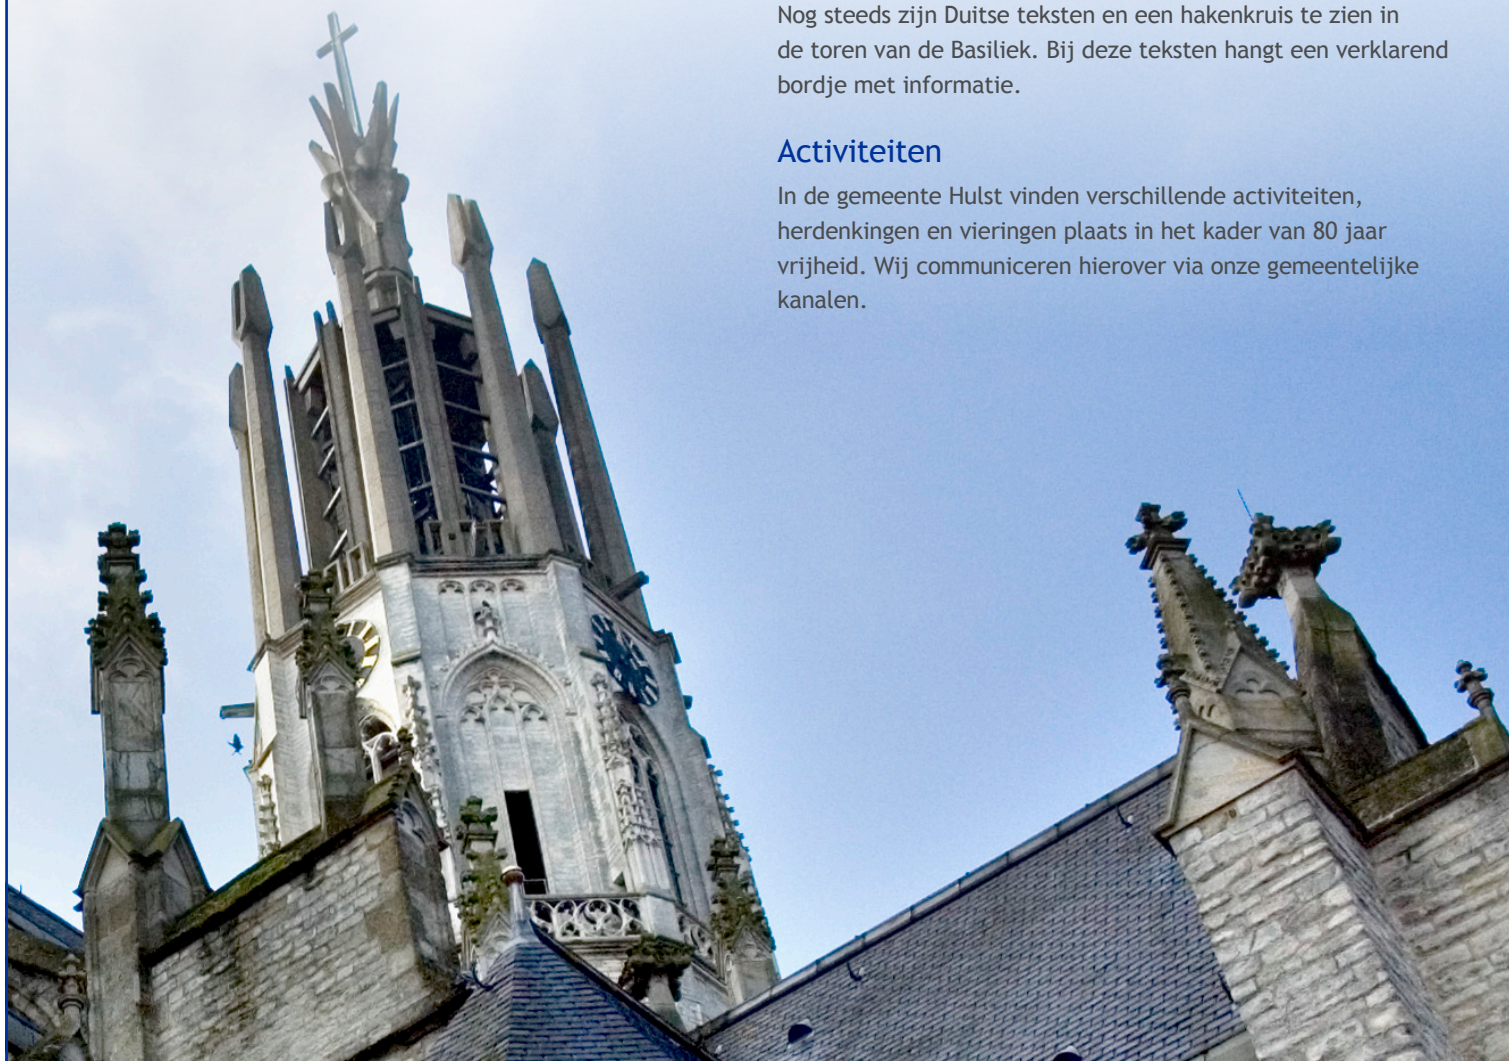 Nog steeds zijn Duitse teksten en een hakenkruis te zien in
de toren van de Basiliek. Bij deze teksten hangt een verklarend
bordje met informatie.
Activiteiten
In de gemeente Hulst vinden verschillende activiteiten,
herdenkingen en vieringen plaats in het kader van 80 jaar
vrijheid. Wij communiceren hierover via onze gemeentelijke
kanalen.